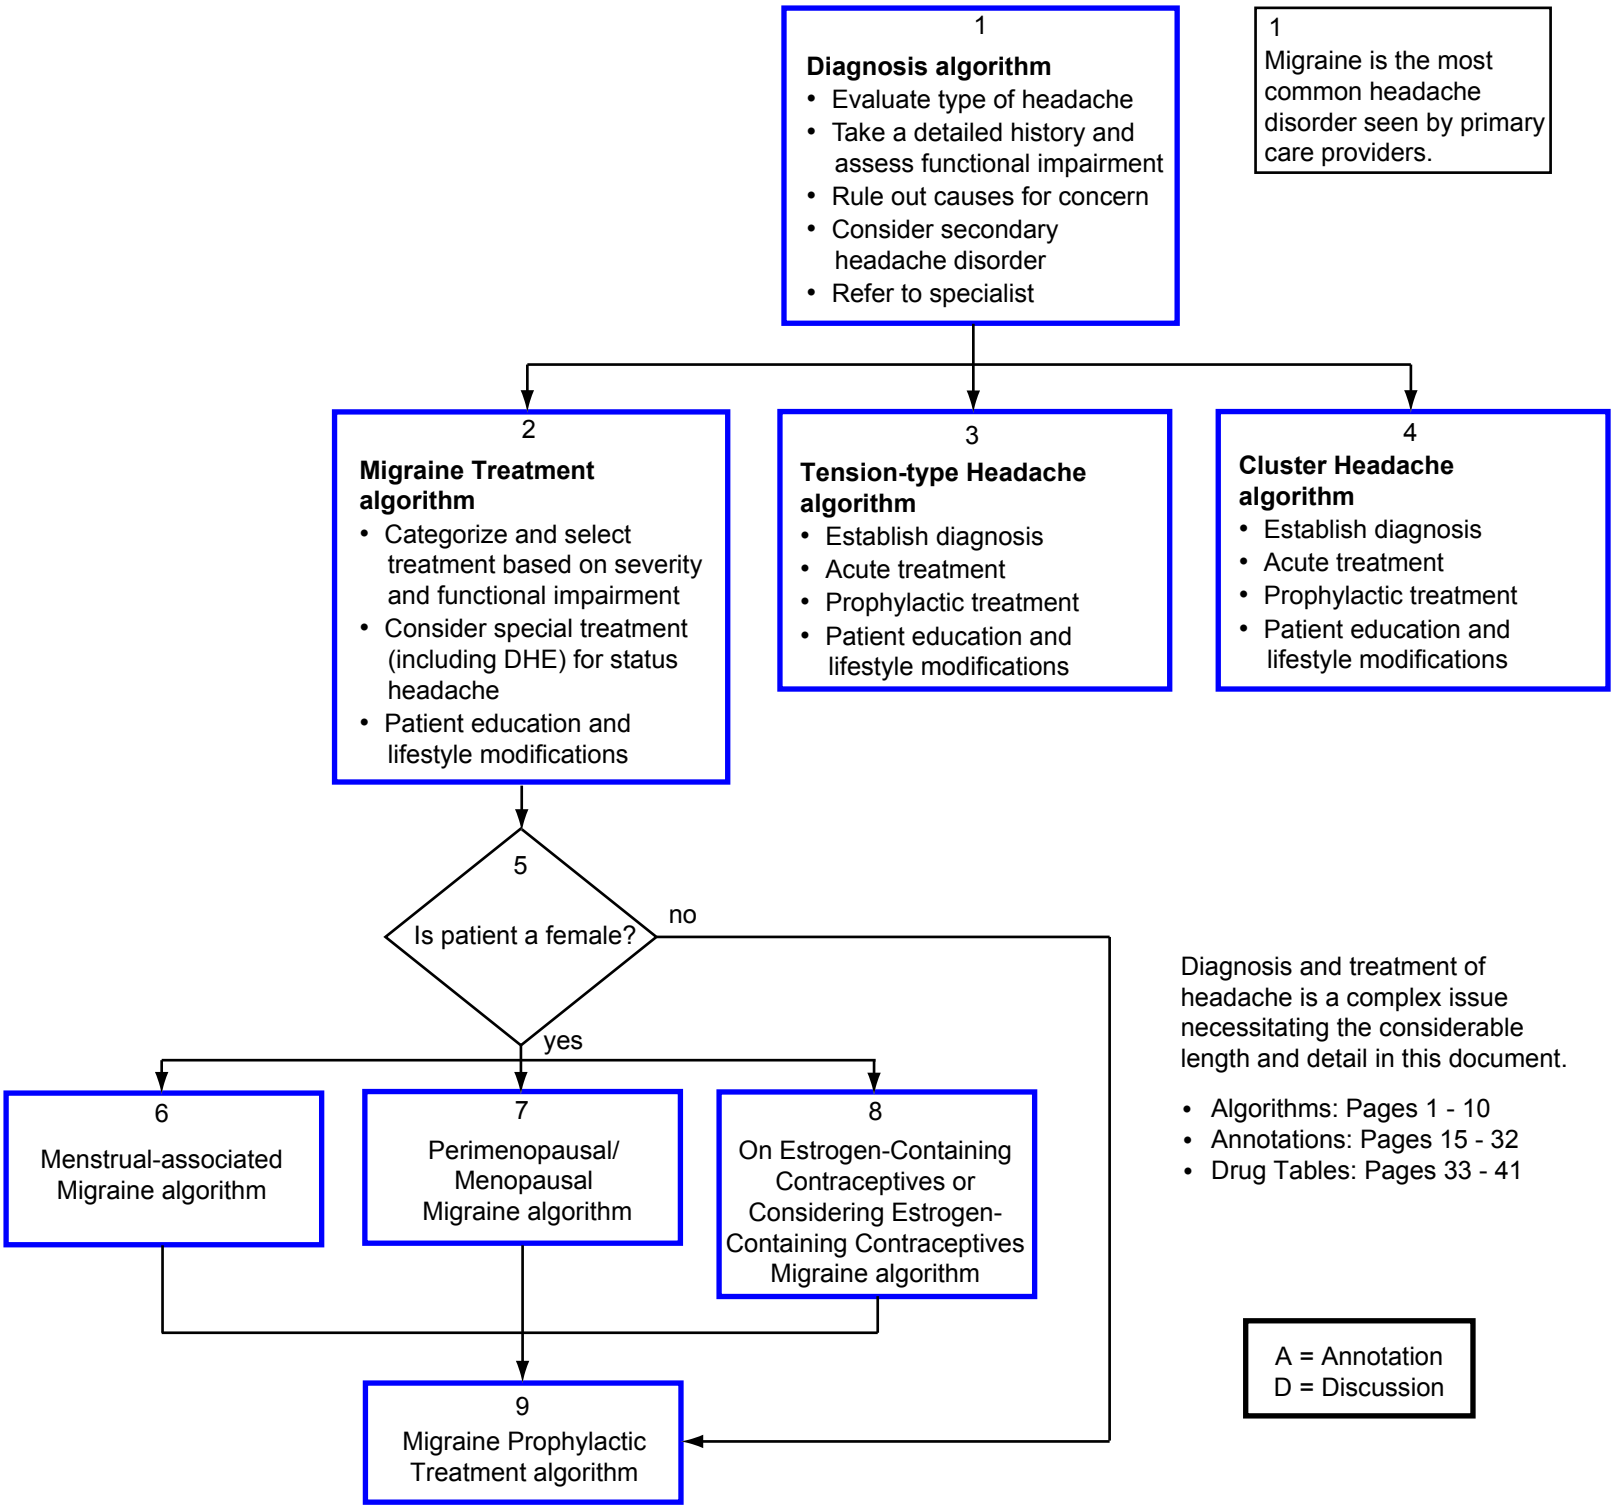 1
Diagnosis algorithm
• Evaluate type of headache
• Take a detailed history and
assess functional impairment
• Rule out causes for concern
• Consider secondary
headache disorder
• Refer to specialist
1
Migraine is the most
common headache
disorder seen by primary
care providers.
2
Migraine Treatment
algorithm
• Categorize and select
treatment based on severity
and functional impairment
• Consider special treatment
(including DHE) for status
headache
• Patient education and
lifestyle modifications
3
Tension-type Headache
algorithm
• Establish diagnosis
• Acute treatment
• Prophylactic treatment
• Patient education and
lifestyle modifications
4
Cluster Headache
algorithm
• Establish diagnosis
• Acute treatment
• Prophylactic treatment
• Patient education and
lifestyle modifications
5
Is patient a female?
no
yes
Diagnosis and treatment of
headache is a complex issue
necessitating the considerable
length and detail in this document.
• Algorithms: Pages 1 - 10
• Annotations: Pages 15 - 32
• Drug Tables: Pages 33 - 41
6
Menstrual-associated
Migraine algorithm
7
Perimenopausal/
Menopausal
Migraine algorithm
8
On Estrogen-Containing
Contraceptives or
Considering Estrogen-
Containing Contraceptives
Migraine algorithm
A = Annotation
D = Discussion
9
Migraine Prophylactic
Treatment algorithm